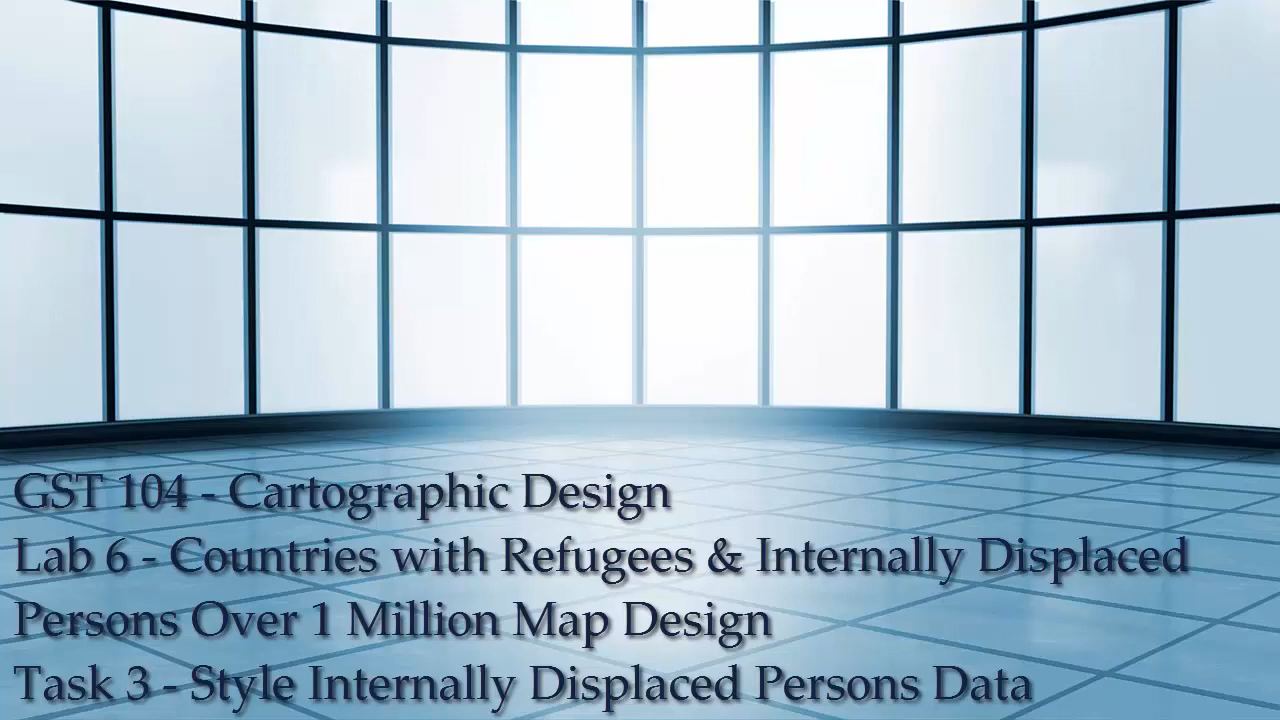 GST 104 - Cartographic Design
Lab 6 - Countries with Refugees & Internally Displaced
Persons Over 1 Million Map Design
Task 3 - Style Internally Displaced Persons Data